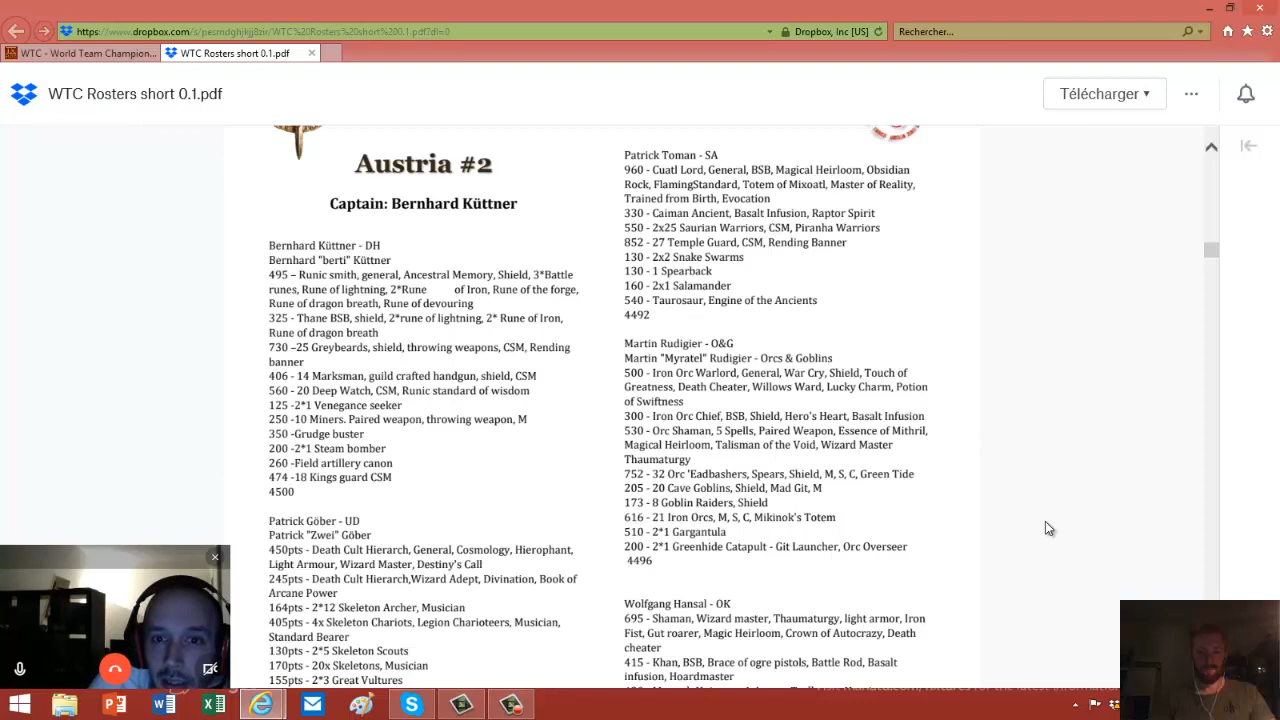 https://www.dropbox.com/s/pesmdghjkjj8zir/WTC%20Rosters%20short%200.1.pdf?dl=0
Dropbox, Inc [US]
Rechercher...
WTC - World Team Champion...
WTC Rosters short 0.1.pdf
WTC Rosters short 0.1.pdf
Télécharger
Austria #2
Captain: Bernhard Küttner
Bernhard Küttner - DH
Bernhard "berti" Küttner
495 – Runic smith, general, Ancestral Memory, Shield, 3*Battle
runes, Rune of lightning, 2*Rune of Iron, Rune of the forge,
Rune of dragon breath, Rune of devouring
325 - Thane BSB, shield, 2*rune of lightning, 2* Rune of Iron,
Rune of dragon breath
730 –25 Greybeards, shield, throwing weapons, CSM, Rending
banner
406 - 14 Marksman, guild crafted handgun, shield, CSM
560 - 20 Deep Watch, CSM, Runic standard of wisdom
125 -2*1 Venegance seeker
250 -10 Miners. Paired weapon, throwing weapon, M
350 -Grudge buster
200 -2*1 Steam bomber
260 -Field artillery canon
474 -18 Kings guard CSM
4500
Patrick Göber - UD
Patrick "Zwei" Göber
450pts - Death Cult Hierarch, General, Cosmology, Hierophant,
Light Armour, Wizard Master, Destiny's Call
245pts - Death Cult Hierarch,Wizard Adept, Divination, Book of
Arcane Power
164pts - 2*12 Skeleton Archer, Musician
405pts - 4x Skeleton Chariots, Legion Charioteers, Musician,
Standard Bearer
130pts - 2*5 Skeleton Scouts
170pts - 20x Skeletons, Musician
155pts - 2*3 Great Vultures
Patrick Toman - SA
960 - Cuatl Lord, General, BSB, Magical Heirloom, Obsidian
Rock, FlamingStandard, Totem of Mixoatl, Master of Reality,
Trained from Birth, Evocation
330 - Caiman Ancient, Basalt Infusion, Raptor Spirit
550 - 2x25 Saurian Warriors, CSM, Piranha Warriors
852 - 27 Temple Guard, CSM, Rending Banner
130 - 2x2 Snake Swarms
130 - 1 Spearback
160 - 2x1 Salamander
540 - Taurosaur, Engine of the Ancients
4492
Martin Rudigier - O&G
Martin "Myratel" Rudigier - Orcs & Goblins
500 - Iron Orc Warlord, General, War Cry, Shield, Touch of
Greatness, Death Cheater, Willows Ward, Lucky Charm, Potion
of Swiftness
300 - Iron Orc Chief, BSB, Shield, Hero's Heart, Basalt Infusion
530 - Orc Shaman, 5 Spells, Paired Weapon, Essence of Mithril,
Magical Heirloom, Talisman of the Void, Wizard Master
Thaumaturgy
752 - 32 Orc 'Eadbashers, Spears, Shield, M, S, C, Green Tide
205 - 20 Cave Goblins, Shield, Mad Git, M
173 - 8 Goblin Raiders, Shield
616 - 21 Iron Orcs, M, S, C, Mikinok's Totem
510 - 2*1 Gargantula
200 - 2*1 Greenhide Catapult - Git Launcher, Orc Overseer
4496
Wolfgang Hansal - OK
695 - Shaman, Wizard master, Thaumaturgy, light armor, Iron
Fist, Gut roarer, Magic Heirloom, Crown of Autocrazy, Death
cheater
415 - Khan, BSB, Brace of ogre pistols, Battle Rod, Basalt
infusion, Hoardmaster